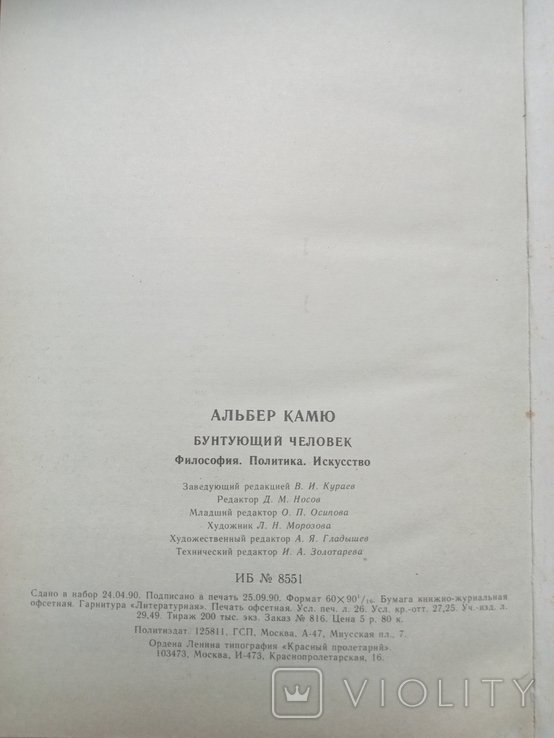 АЛЬБЕР КАМЮ
БУНТУЮЩИЙ ЧЕЛОВЕК
Философия. Политика. Искусство
Заведующий редакцией В. И. Кураев
Редактор Д. М. Носов
Младший редактор О. П. Осипова
Художник Л. Н. Морозова
Художественный редактор А. Я. Гладышев
Технический редактор И. А. Золотарева
ИБ № 8551
Сдано в набор 24.04.90. Подписано в печать 25.09.90. Формат 60×90¹/₁₆. Бумага книжно-журнальная
офсетная. Гарнитура «Литературная». Печать офсетная. Усл. печ. л. 26. Усл. кр.-отт. 27,25. Уч.-изд. л.
29,49. Тираж 200 тыс. экз. Заказ № 816. Цена 5 р. 80 к.
Политиздат. 125811, ГСП, Москва, А-47, Миусская пл., 7.
Ордена Ленина типография «Красный пролетарий».
103473, Москва, И-473, Краснопролетарская, 16.
VIOLITY